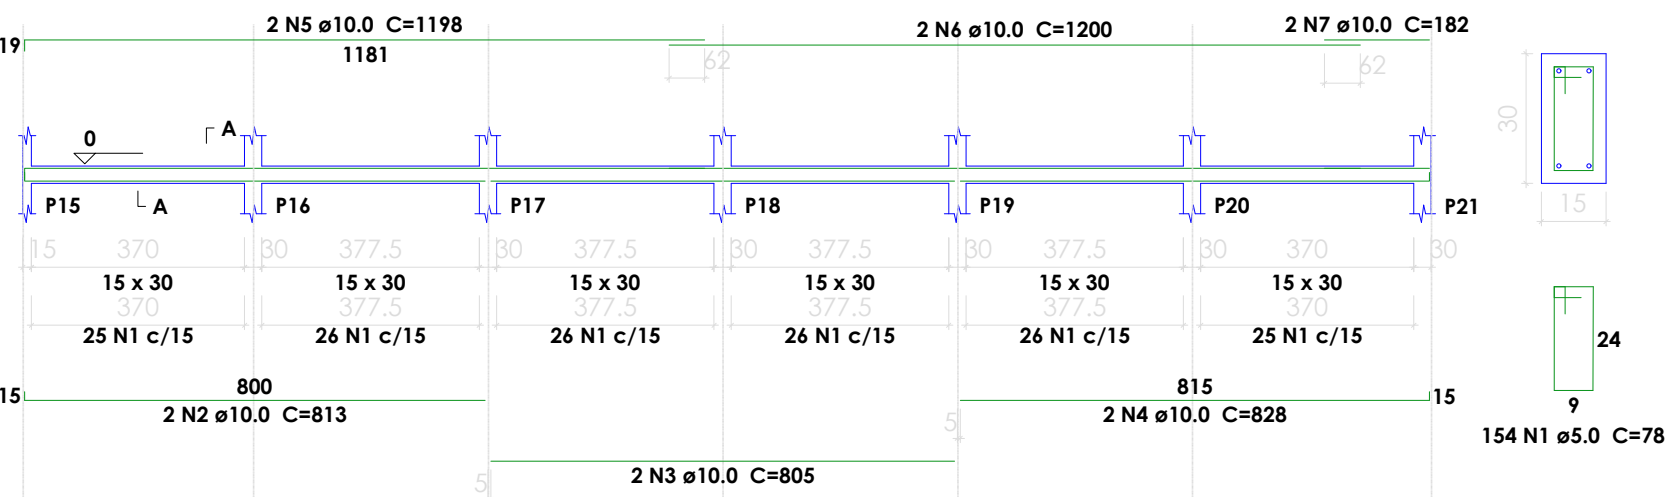 2 N5 ø10.0 C=1198
2 N6 ø10.0 C=1200
2 N7 ø10.0 C=182
19
1181
62
62
A
0
30
A
P15
P16
P17
P18
P19
P20
P21
15
15 370 30 377.5 30 377.5 30 377.5 30 377.5 30 370 30
15 x 30 15 x 30 15 x 30 15 x 30 15 x 30 15 x 30
370 377.5 377.5 377.5 377.5 370
25 N1 c/15 26 N1 c/15 26 N1 c/15 26 N1 c/15 26 N1 c/15 25 N1 c/15
24
800
815
15
15
9
2 N2 ø10.0 C=813
5
2 N4 ø10.0 C=828
154 N1 ø5.0 C=78
2 N3 ø10.0 C=805
5